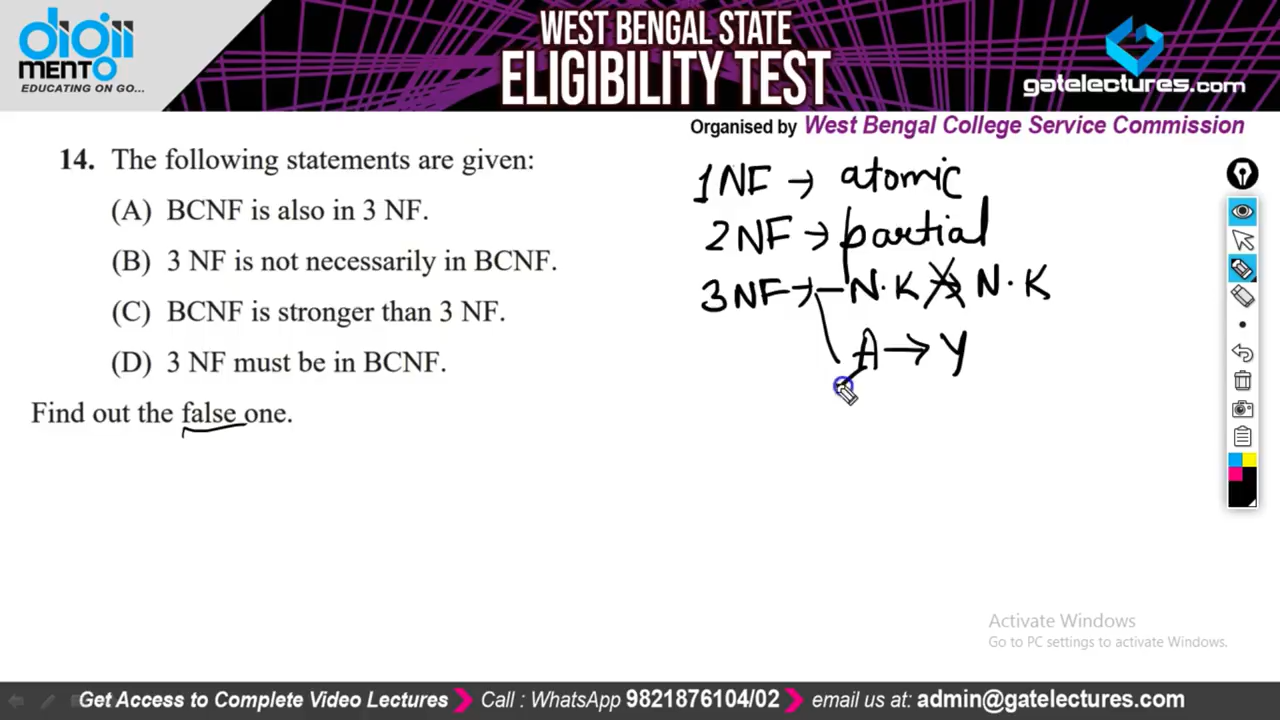 digii
MENTO
EDUCATING ON GO...
WEST BENGAL STATE
ELIGIBILITY TEST
gatelectures.com
Organised by West Bengal College Service Commission
14. The following statements are given:
(A) BCNF is also in 3 NF.
(B) 3 NF is not necessarily in BCNF.
(C) BCNF is stronger than 3 NF.
(D) 3 NF must be in BCNF.
Find out the false one.
1NF → atomic
2NF → partial
3NF → N.K → N.K
A → Y
Activate Windows
Go to PC settings to activate Windows.
Get Access to Complete Video Lectures Call : WhatsApp 9821876104/02 email us at: admin@gatelectures.com